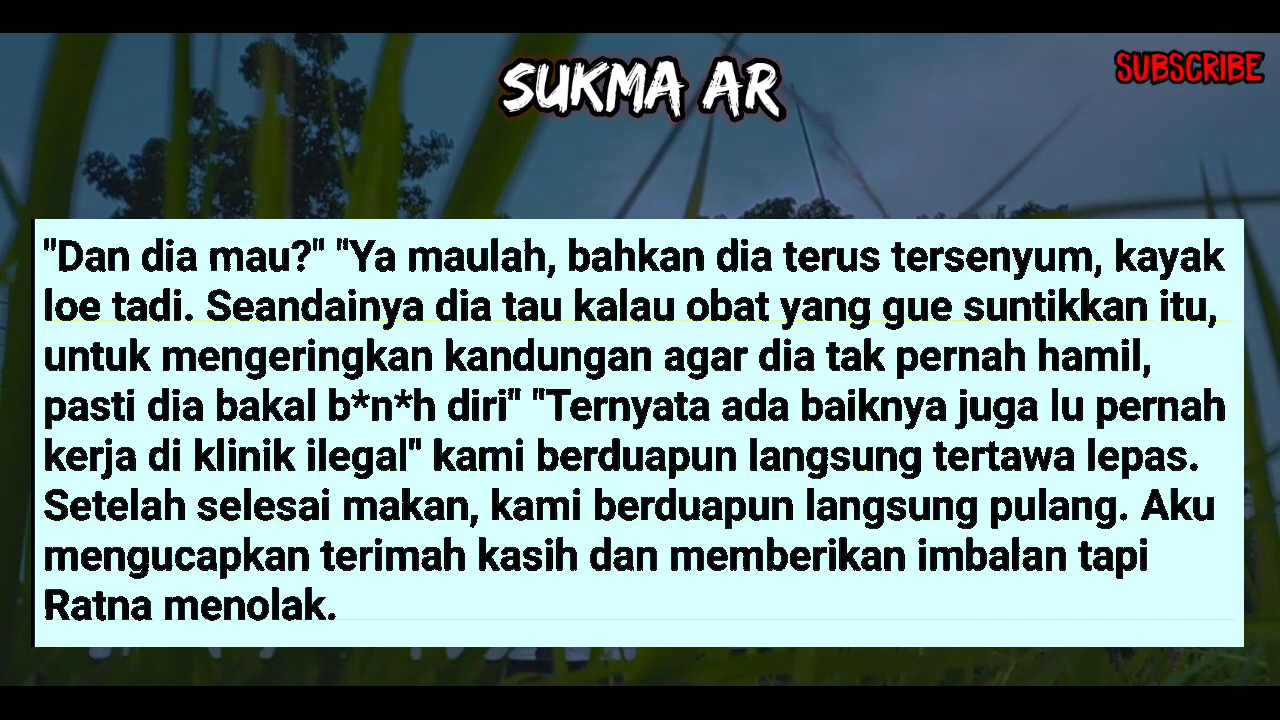 SUKMA AR
SUBSCRIBE
"Dan dia mau?" "Ya maulah, bahkan dia terus tersenyum, kayak
loe tadi. Seandainya dia tau kalau obat yang gue suntikkan itu,
untuk mengeringkan kandungan agar dia tak pernah hamil,
pasti dia bakal b*n*h diri" "Ternyata ada baiknya juga lu pernah
kerja di klinik ilegal" kami berduapun langsung tertawa lepas.
Setelah selesai makan, kami berduapun langsung pulang. Aku
mengucapkan terimah kasih dan memberikan imbalan tapi
Ratna menolak.